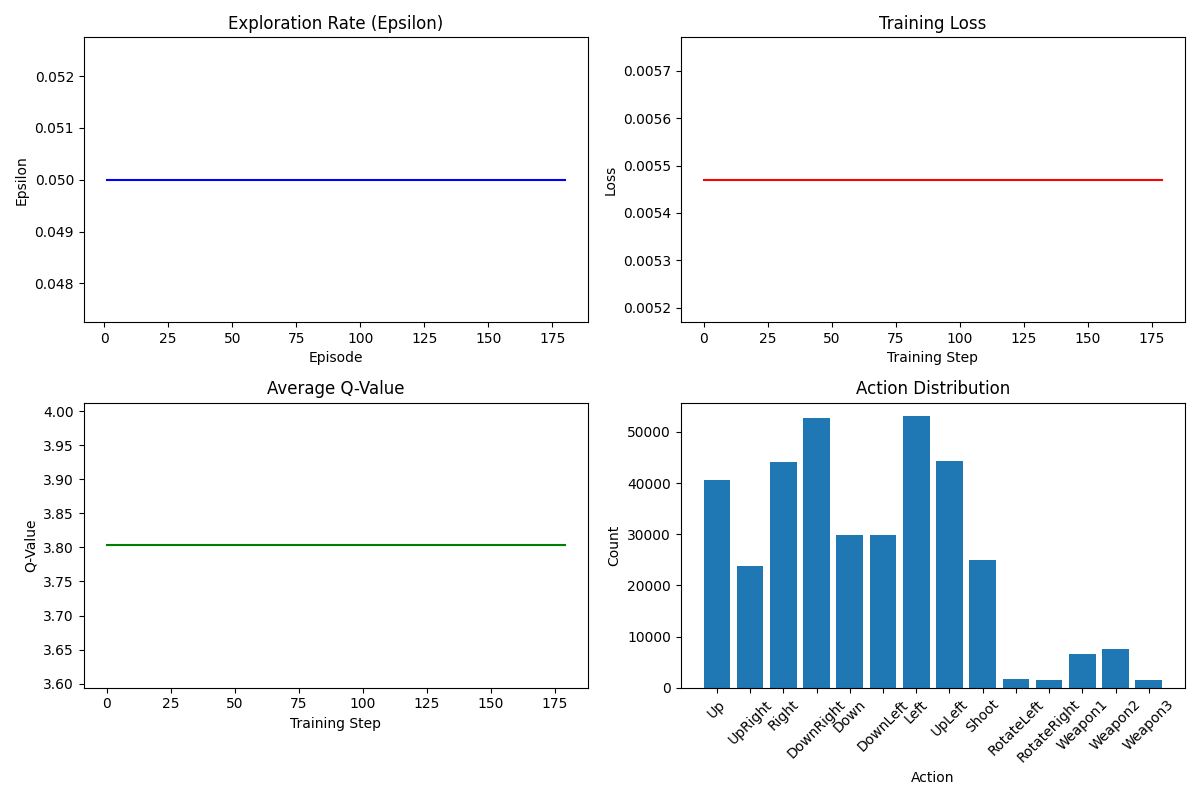 Exploration Rate (Epsilon)
0.052
0.051
0.050
0.049
0.048
Epsilon
0 25 50 75 100 125 150 175
Episode
Training Loss
0.0057
0.0056
0.0055
0.0054
0.0053
0.0052
Loss
0 25 50 75 100 125 150 175
Training Step
Average Q-Value
4.00
3.95
3.90
3.85
3.80
3.75
3.70
3.65
3.60
Q-Value
0 25 50 75 100 125 150 175
Training Step
Action Distribution
50000
40000
30000
20000
10000
0
Count
Up
UpRight
Right
DownRight
Down
DownLeft
Left
UpLeft
Shoot
RotateLeft
RotateRight
Weapon1
Weapon2
Weapon3
Action